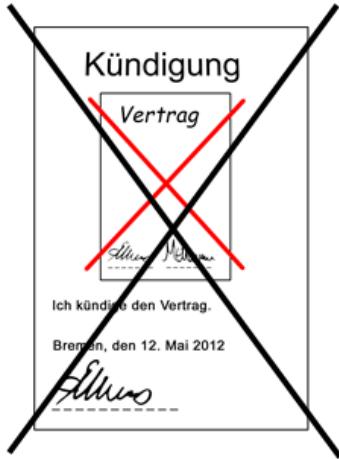 Kündigung
Vertrag
Ich kündige den Vertrag.
Bremen, den 12. Mai 2012